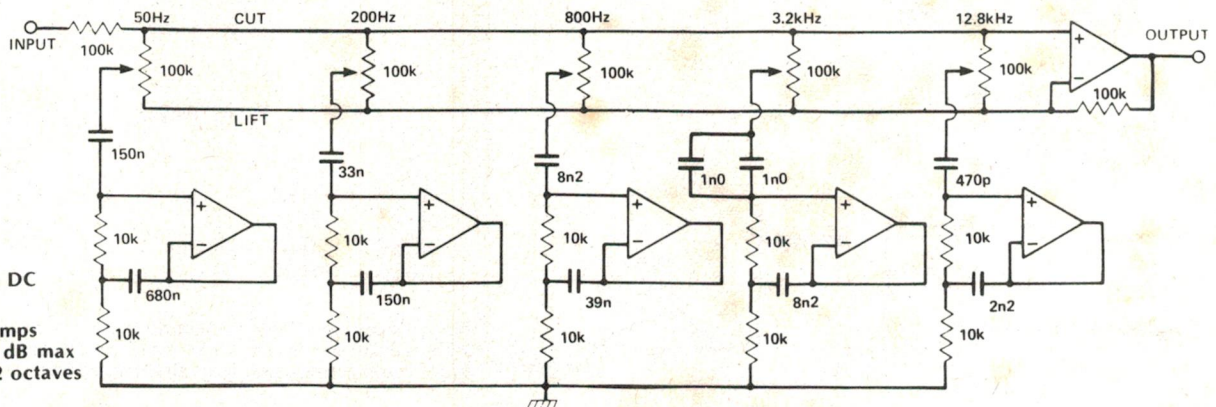 50Hz CUT 200Hz 800Hz 3.2kHz 12.8kHz
INPUT 100k OUTPUT
100k 100k 100k 100k 100k
100k
LIFT
150n 33n 8n2 1n0 1n0 470p
+ + + + + +
− − − − − −
10k 10k 10k 10k 10k
DC
680n 150n 39n 8n2 2n2
10k 10k 10k 10k 10k
dB max
octaves